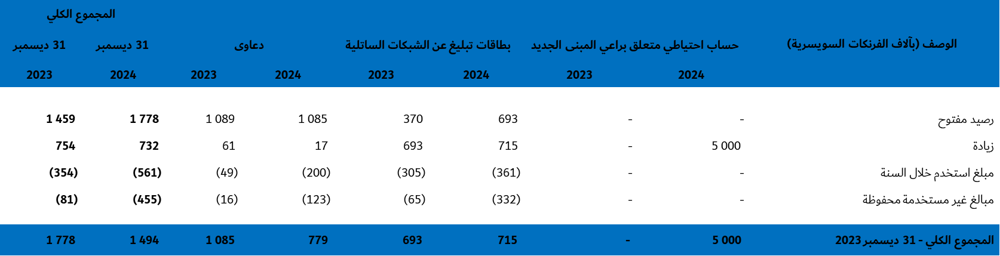 المجموع الكلي
الوصف (بآلاف الفرنكات السويسرية) حساب احتياطي متعلق براعي المبنى الجديد بطاقات تبليغ عن الشبكات الساتلية دعاوى 31 ديسمبر 31 ديسمبر
2024 2023 2024 2023 2024 2023 2024 2023
رصيد مفتوح - - 693 370 1 085 1 089 1 778 1 459
زيادة 5 000 - 715 693 17 61 732 754
مبلغ استخدم خلال السنة - - (361) (305) (200) (49) (561) (354)
مبالغ غير مستخدمة محفوظة - - (332) (65) (123) (16) (455) (81)
المجموع الكلي - 31 ديسمبر 2023 5 000 - 715 693 779 1 085 1 494 1 778